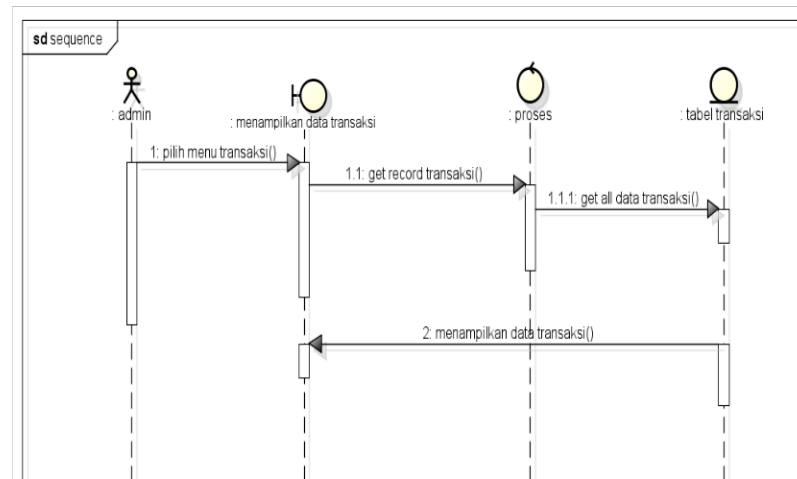 sd sequence
: admin
: menampilkan data transaksi
: proses
: tabel transaksi
1: pilih menu transaksi()
1.1: get record transaksi()
1.1.1: get all data transaksi()
2: menampilkan data transaksi()